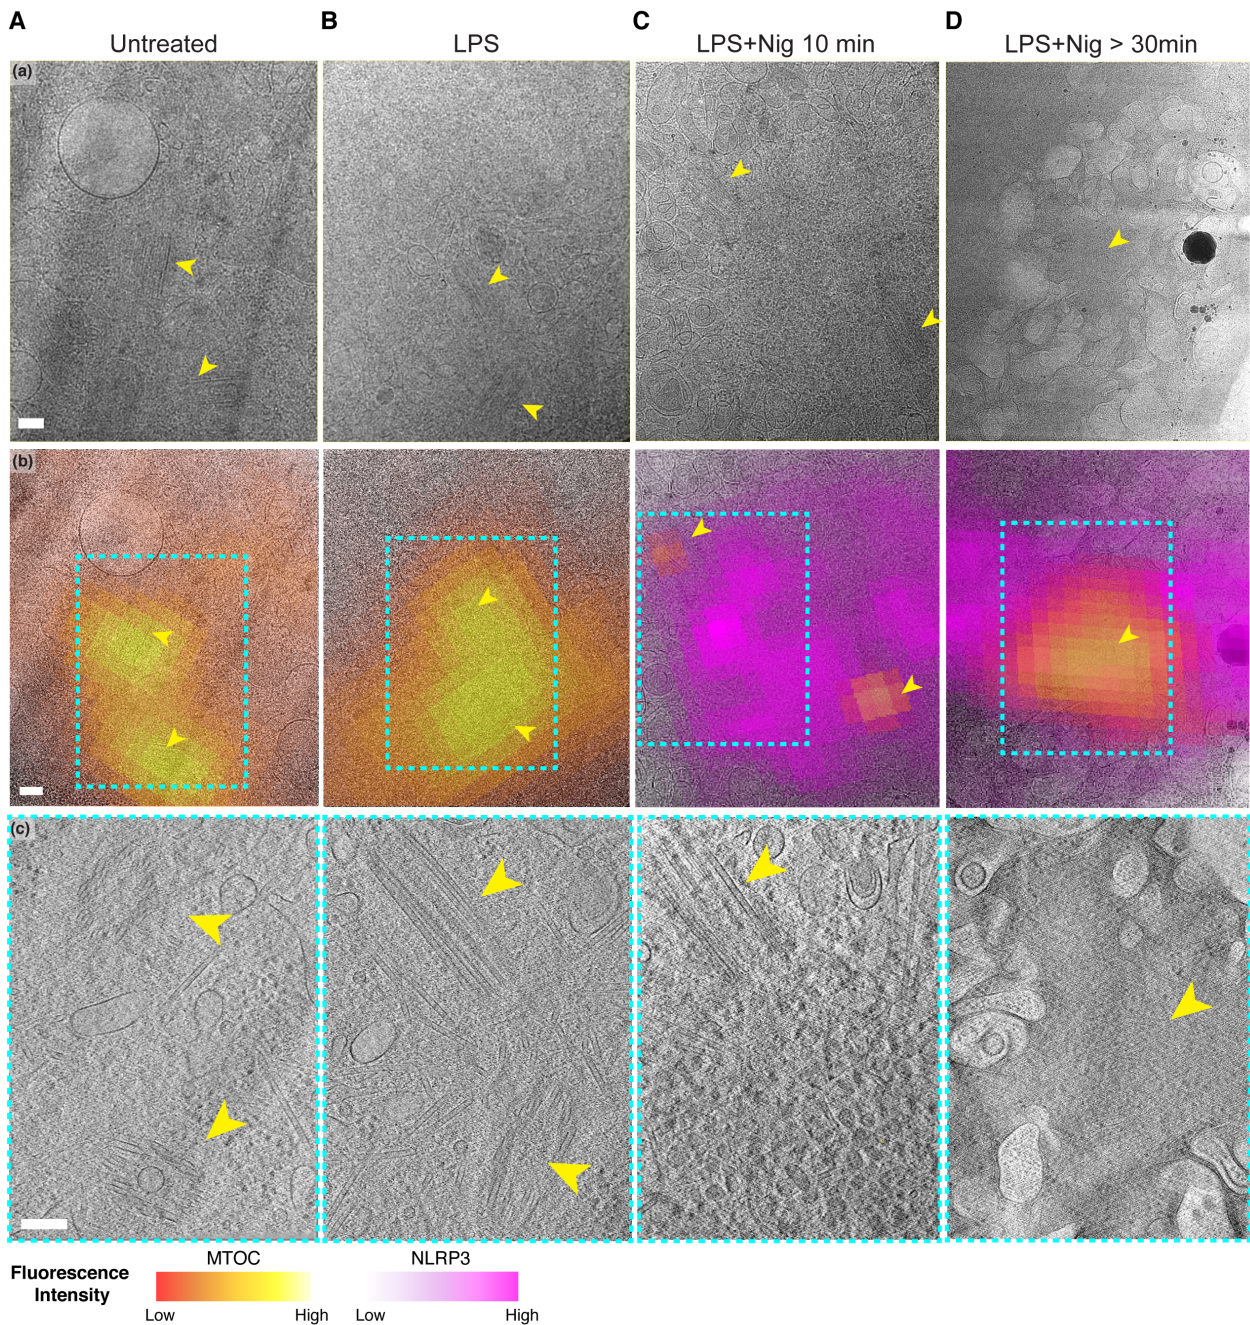 A
B
C
D
Untreated
LPS
LPS+Nig 10 min
LPS+Nig > 30min
(a)
(b)
(c)
Fluorescence
Intensity
MTOC
NLRP3
Low
High
Low
High